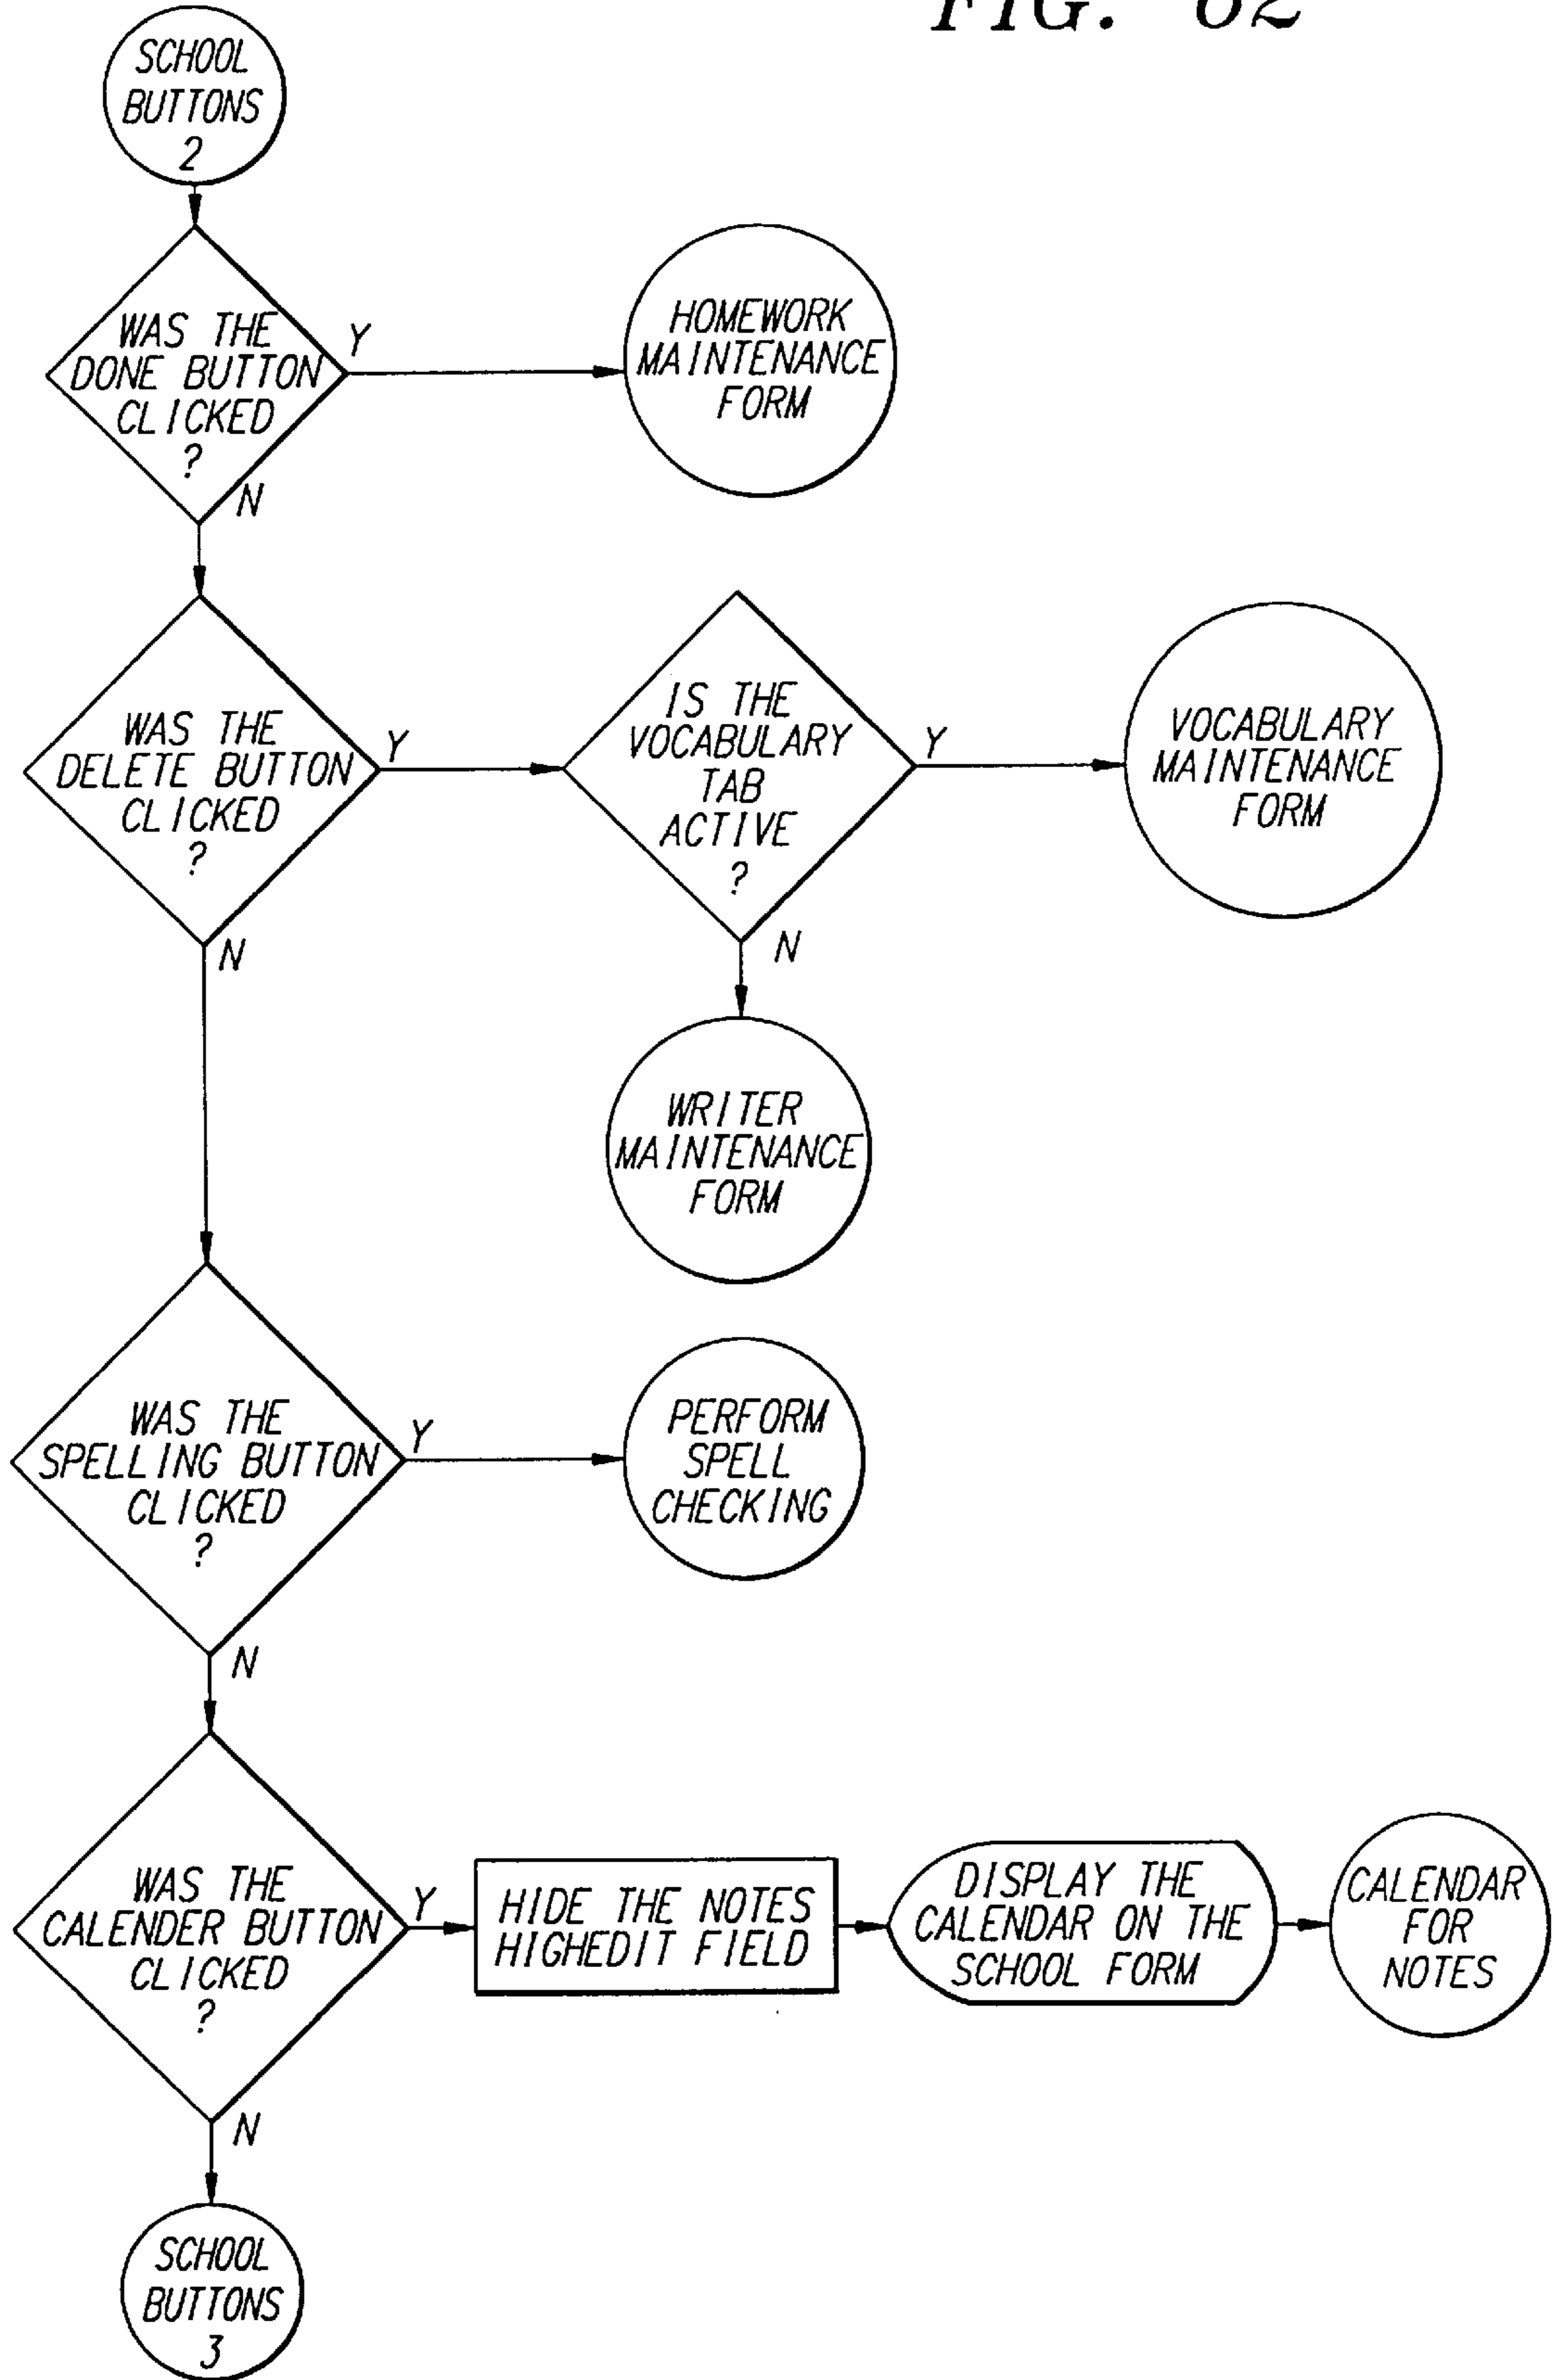 FIG.
SCHOOL
BUTTONS
2
WAS THE
DONE BUTTON
CLICKED
?
Y
N
HOMEWORK
MAINTENANCE
FORM
WAS THE
DELETE BUTTON
CLICKED
?
Y
N
IS THE
VOCABULARY
TAB
ACTIVE
?
Y
N
VOCABULARY
MAINTENANCE
FORM
WRITER
MAINTENANCE
FORM
WAS THE
SPELLING BUTTON
CLICKED
?
Y
N
PERFORM
SPELL
CHECKING
WAS THE
CALENDER BUTTON
CLICKED
?
Y
N
HIDE THE NOTES
HIGHEDIT FIELD
DISPLAY THE
CALENDAR ON THE
SCHOOL FORM
CALENDAR
FOR
NOTES
SCHOOL
BUTTONS
3